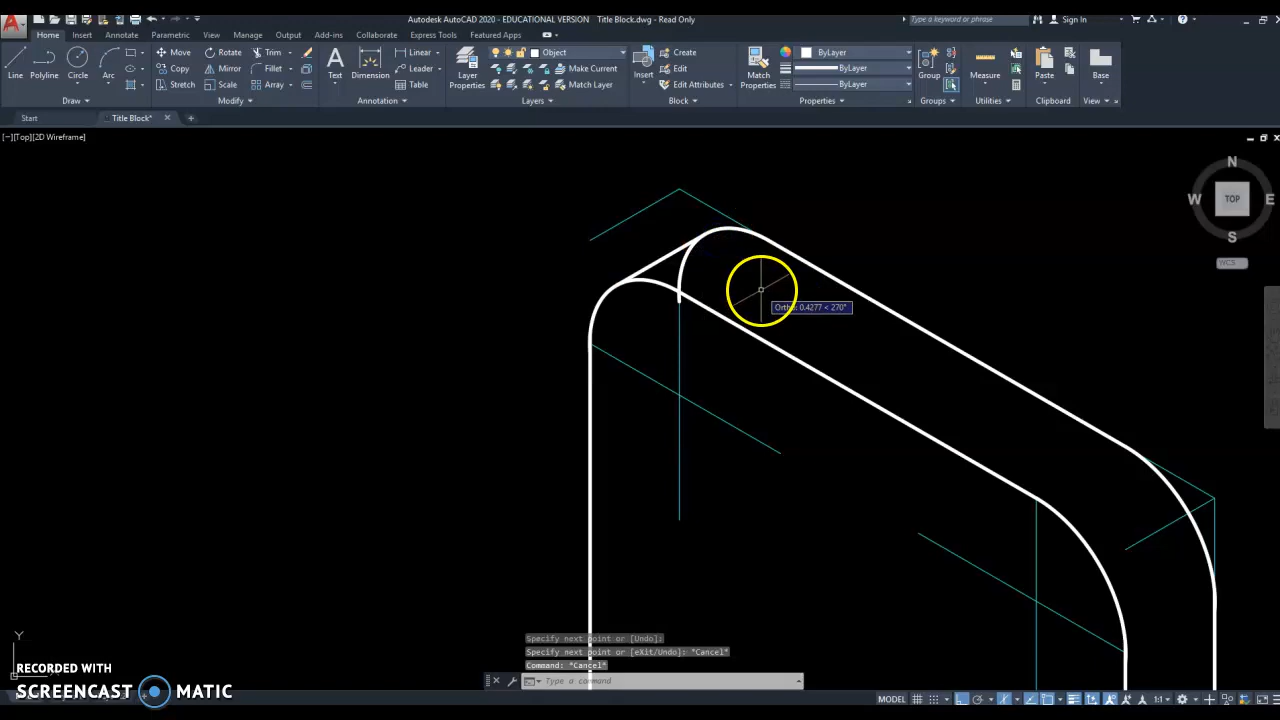 Autodesk AutoCAD 2020 - EDUCATIONAL VERSION Title Block.dwg - Read Only
Type a keyword or phrase
Sign In
Home Insert Annotate Parametric View Manage Output Add-ins Collaborate Express Tools Featured Apps
Line
Polyline
Circle
Arc
Draw
Move
Rotate
Trim
Copy
Mirror
Fillet
Stretch
Scale
Array
Modify
Text
Dimension
Linear
Leader
Table
Annotation
Layer
Properties
Object
Make Current
Match Layer
Layers
Insert
Create
Edit
Edit Attributes
Block
Match
Properties
ByLayer
ByLayer
ByLayer
Properties
Group
Groups
Measure
Utilities
Paste
Clipboard
Base
View
Start
Title Block*
[−][Top][2D Wireframe]
N
W
TOP
E
S
WCS
Ortho: 0.4277 < 270°
Y
Specify next point or [Undo]:
Specify next point or [eXit/Undo]: *Cancel*
Command: *Cancel*
Type a command
RECORDED WITH
SCREENCAST MATIC
MODEL
1:1